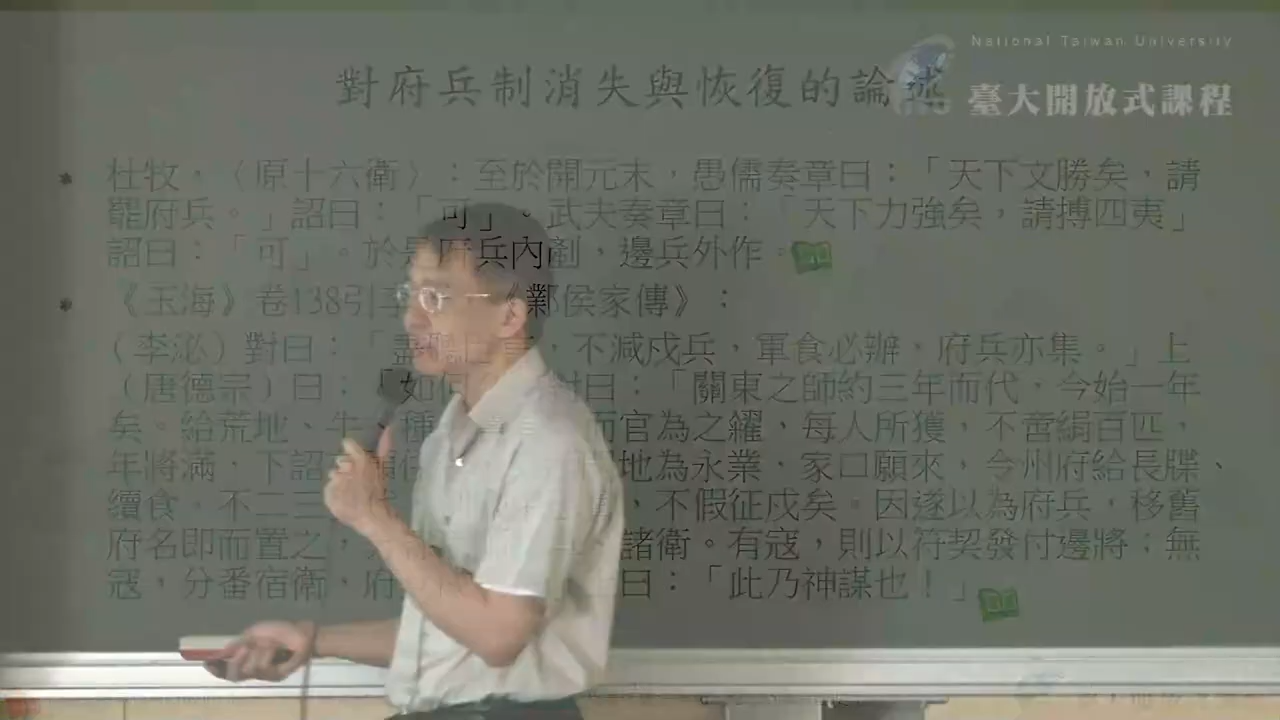 National Taiwan University
臺大開放式課程
對府兵制消失與恢復的論述
杜牧，〈原十六衛〉：至於開元末，愚儒奏章曰：「天下文勝矣，請
罷府兵。」詔曰：「可」。武夫奏章曰：「天下力強矣，請搏四夷」
詔曰：「可」。於是府兵內剷，邊兵外作。
《玉海》卷138引 《鄴侯家傳》：
（李泌）對曰：「 不減戍兵，軍食必辦，府兵亦集。」上
（唐德宗）曰：「如何 對曰：「關東之師約三年而代，今始一年
矣。給荒地、牛 種 而官為之糴，每人所獲，不啻絹百匹，
年將滿，下詔 地為永業，家口願來，令州府給長牒、
續食，不二三 不假征戍矣。因遂以為府兵，移舊
府名即而置之， 諸衛。有寇，則以符契發付邊將；無
寇，分番宿衛，府 曰：「此乃神謀也！」